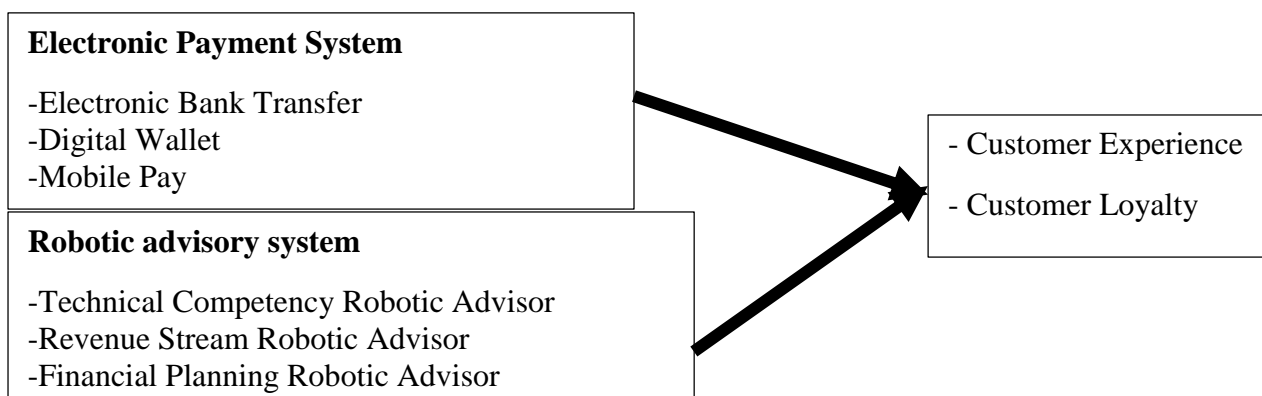 Electronic Payment System
-Electronic Bank Transfer
-Digital Wallet
-Mobile Pay
Robotic advisory system
-Technical Competency Robotic Advisor
-Revenue Stream Robotic Advisor
-Financial Planning Robotic Advisor
- Customer Experience
- Customer Loyalty